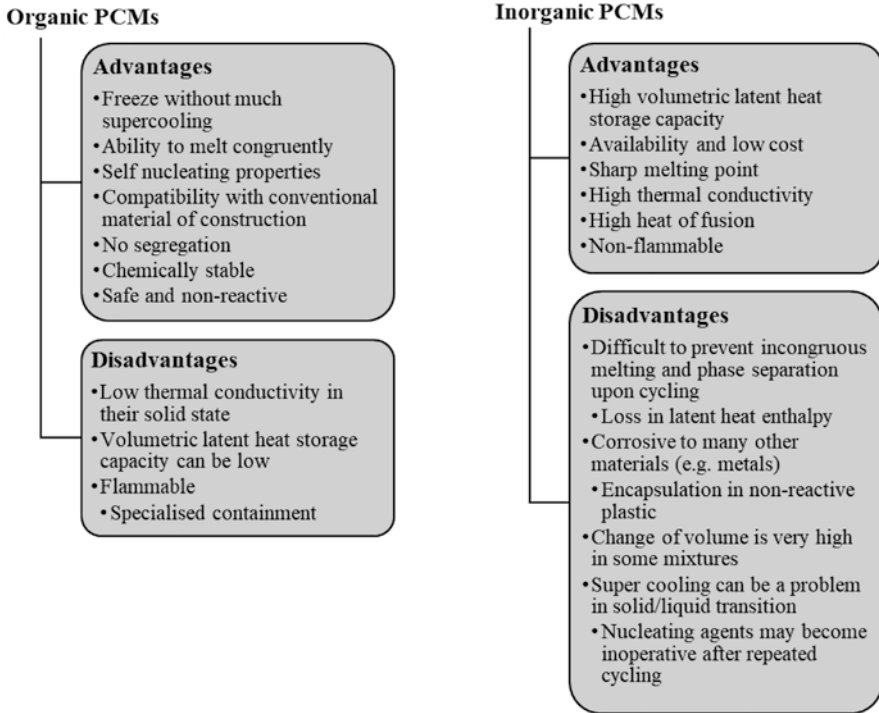 Organic PCMs
Advantages
•Freeze without much
supercooling
•Ability to melt congruently
•Self nucleating properties
•Compatibility with conventional
material of construction
•No segregation
•Chemically stable
•Safe and non-reactive
Disadvantages
•Low thermal conductivity in
their solid state
•Volumetric latent heat storage
capacity can be low
•Flammable
•Specialised containment
Inorganic PCMs
Advantages
•High volumetric latent heat
storage capacity
•Availability and low cost
•Sharp melting point
•High thermal conductivity
•High heat of fusion
•Non-flammable
Disadvantages
•Difficult to prevent incongruous
melting and phase separation
upon cycling
•Loss in latent heat enthalpy
•Corrosive to many other
materials (e.g. metals)
•Encapsulation in non-reactive
plastic
•Change of volume is very high
in some mixtures
•Super cooling can be a problem
in solid/liquid transition
•Nucleating agents may become
inoperative after repeated
cycling